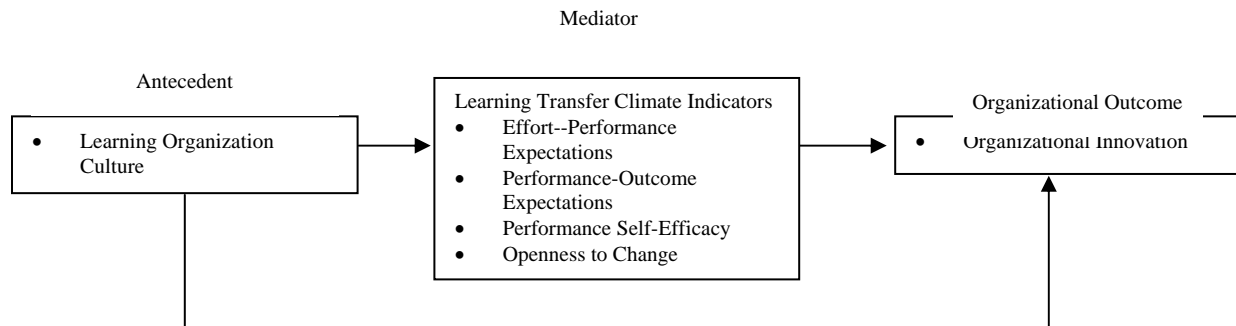 Mediator
Antecedent
• Learning Organization
Culture
Learning Transfer Climate Indicators
• Effort--Performance
Expectations
• Performance-Outcome
Expectations
• Performance Self-Efficacy
• Openness to Change
Organizational Outcome
• Organizational Innovation